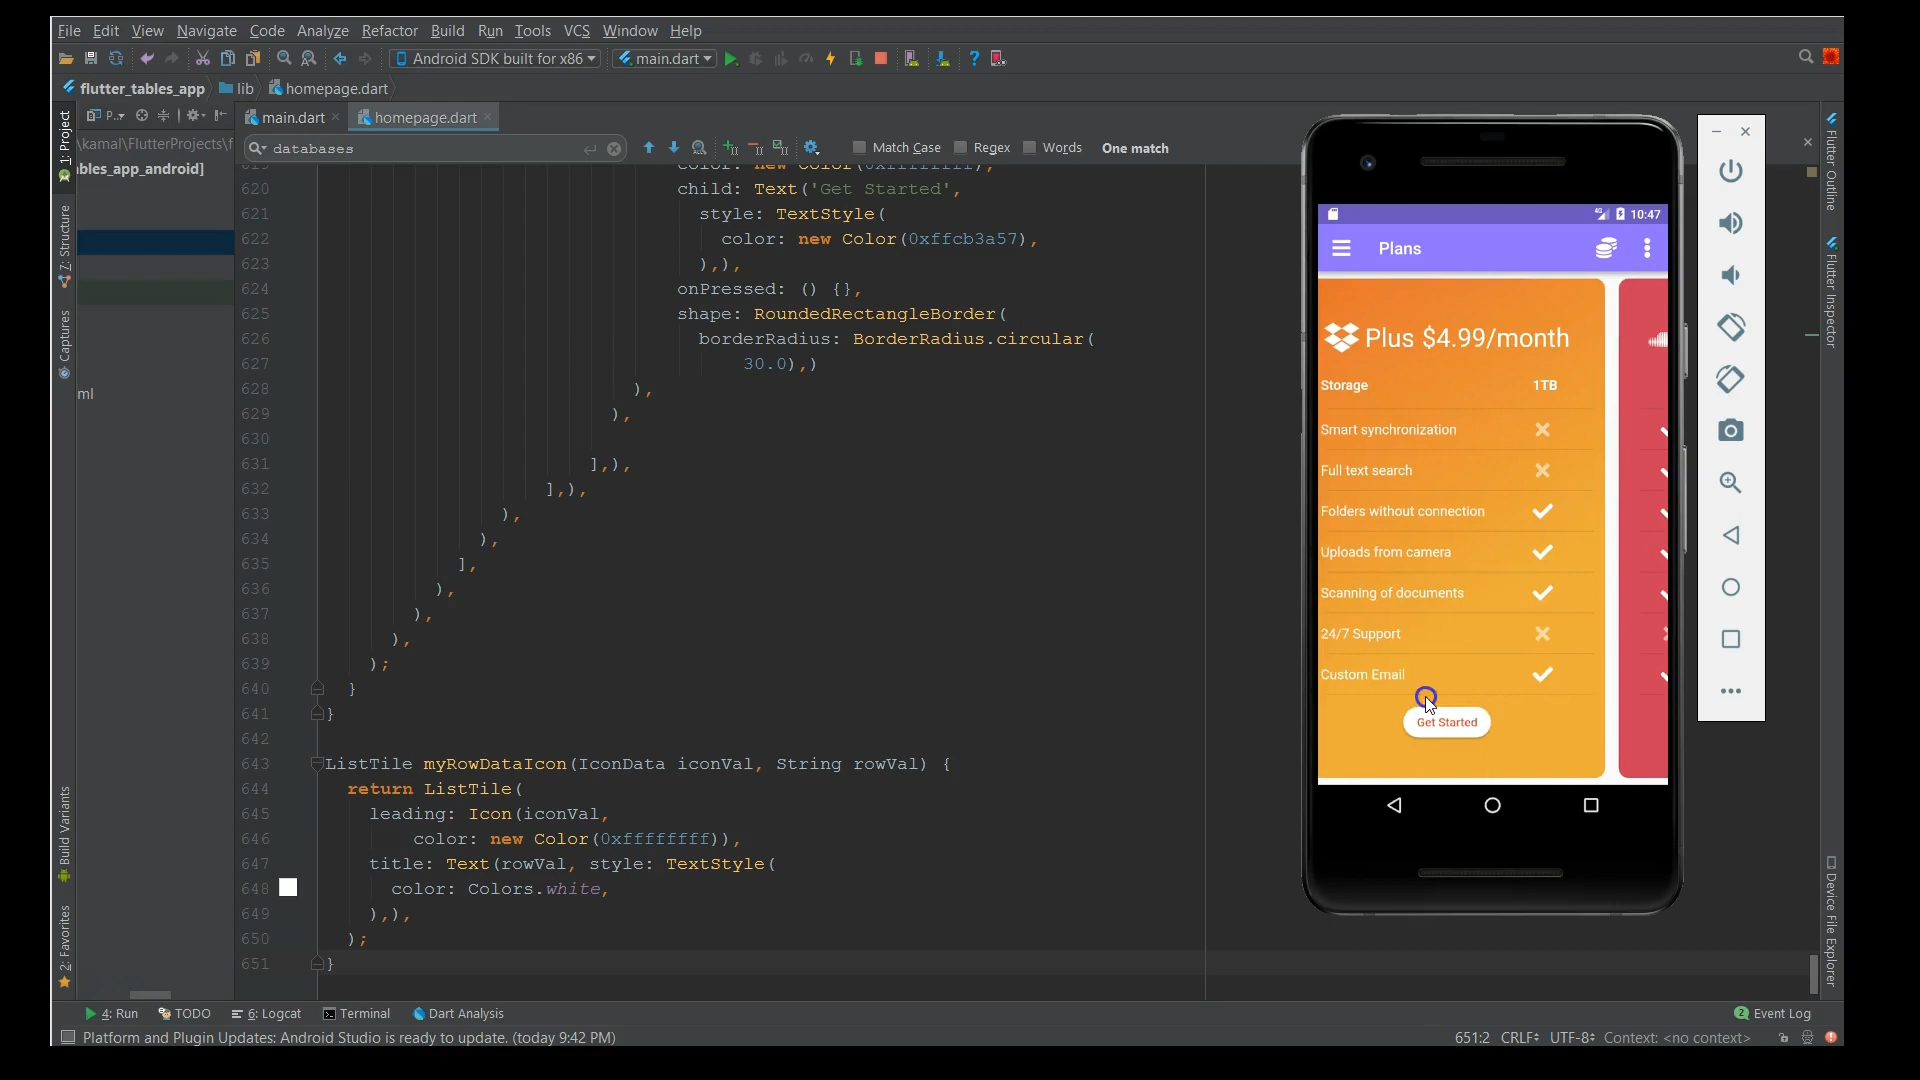 File Edit View Navigate Code Analyze Refactor Build Run Tools VCS Window Help
Android SDK built for x86 main.dart
flutter_tables_app lib homepage.dart
P.. main.dart homepage.dart
\kamal\FlutterProjects\f
bles_app_android]
ml
databases
Match Case Regex Words One match
1: Project
7: Structure
Captures
Build Variants
2: Favorites
620 child: Text('Get Started',
621 style: TextStyle(
622 color: new Color(0xffcb3a57),
623 ),),
624 onPressed: () {},
625 shape: RoundedRectangleBorder(
626 borderRadius: BorderRadius.circular(
627 30.0),)
628 ),
629 ),
630
631 ],),
632 ],),
633 ),
634 ),
635 ],
636 ),
637 ),
638 ),
639 );
640 }
641 }
642
643 ListTile myRowDataIcon(IconData iconVal, String rowVal) {
644 return ListTile(
645 leading: Icon(iconVal,
646 color: new Color(0xffffffff)),
647 title: Text(rowVal, style: TextStyle(
648 color: Colors.white,
649 ),),
650 );
651 }
10:47
Plans
Plus $4.99/month
Storage 1TB
Smart synchronization
Full text search
Folders without connection
Uploads from camera
Scanning of documents
24/7 Support
Custom Email
Get Started
Flutter Outline
Flutter Inspector
Device File Explorer
4: Run TODO 6: Logcat Terminal Dart Analysis
2 Event Log
Platform and Plugin Updates: Android Studio is ready to update. (today 9:42 PM)
651:2 CRLF UTF-8 Context: <no context>